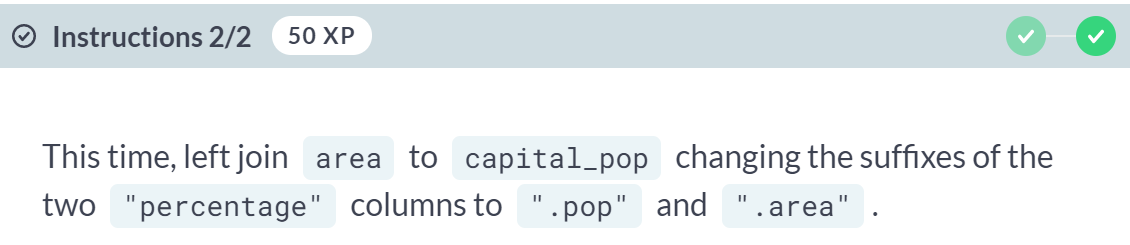 Instructions 2/2 50 XP
This time, left join area to capital_pop changing the suffixes of the
two "percentage" columns to ".pop" and ".area" .